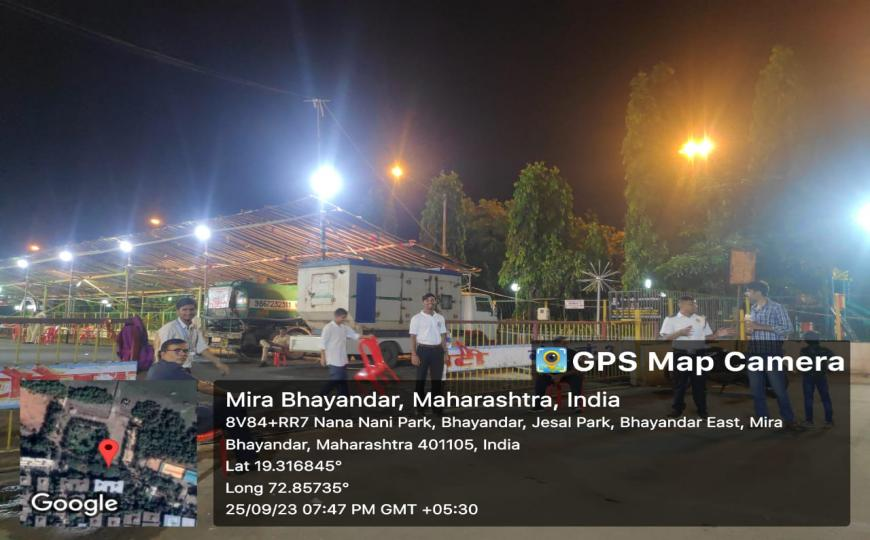 GPS Map Camera
Mira Bhayandar, Maharashtra, India
8V84+RR7 Nana Nani Park, Bhayandar, Jesal Park, Bhayandar East, Mira
Bhayandar, Maharashtra 401105, India
Lat 19.316845°
Long 72.85735°
25/09/23 07:47 PM GMT +05:30
Google